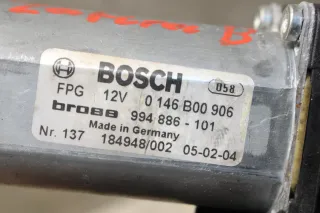 BOSCH
058
FPG 12V 0 146 B00 906
brose 994 886 - 101
Made in Germany
Nr. 137 184948/002 05-02-04